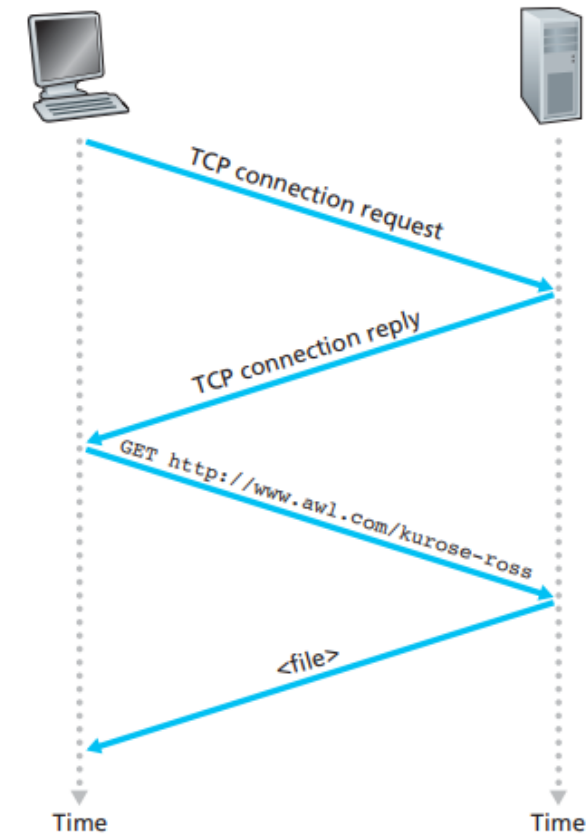 TCP connection request
TCP connection reply
GET http://www.awl.com/kurose-ross
<file>
Time
Time